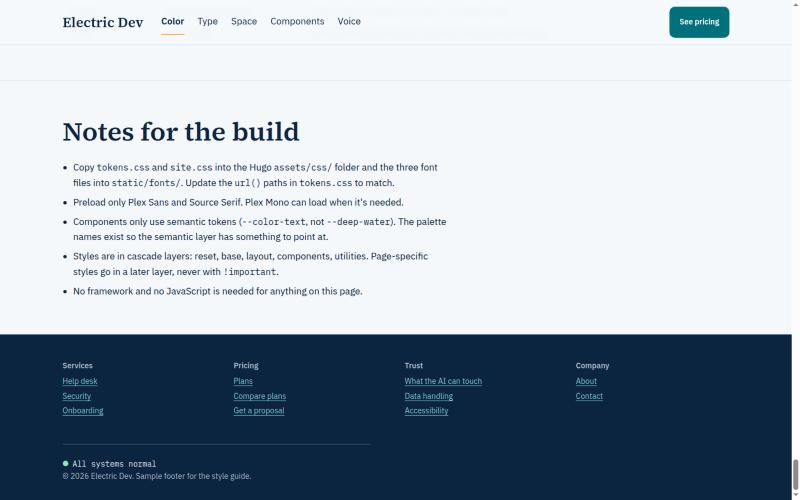 Electric Dev
Color
Type
Space
Components
Voice
See pricing
Notes for the build
Copy tokens.css and site.css into the Hugo assets/css/ folder and the three font
files into static/fonts/. Update the url() paths in tokens.css to match.
Preload only Plex Sans and Source Serif. Plex Mono can load when it's needed.
Components only use semantic tokens (--color-text, not --deep-water). The palette
names exist so the semantic layer has something to point at.
Styles are in cascade layers: reset, base, layout, components, utilities. Page-specific
styles go in a later layer, never with !important.
No framework and no JavaScript is needed for anything on this page.
Services
Help desk
Security
Onboarding
Pricing
Plans
Compare plans
Get a proposal
Trust
What the AI can touch
Data handling
Accessibility
Company
About
Contact
All systems normal
© 2026 Electric Dev. Sample footer for the style guide.